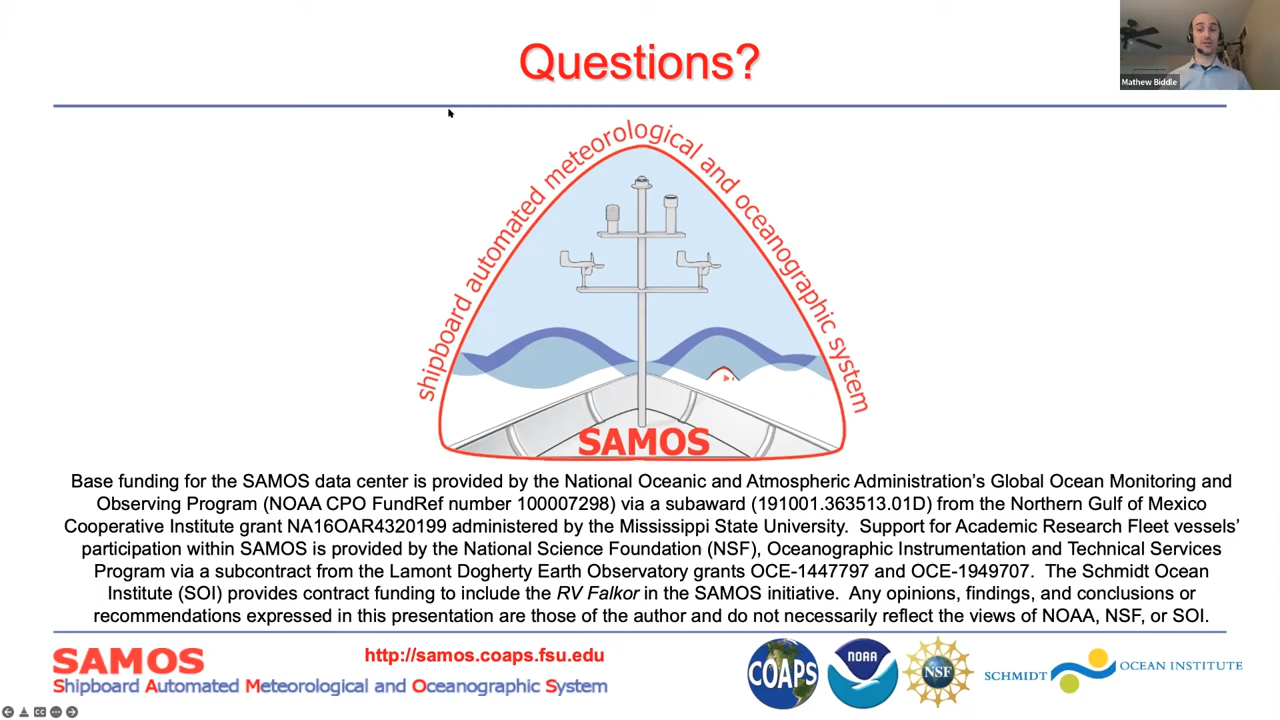 Questions?
Mathew Biddle
shipboard automated meteorological and oceanographic system
SAMOS
Base funding for the SAMOS data center is provided by the National Oceanic and Atmospheric Administration’s Global Ocean Monitoring and
Observing Program (NOAA CPO FundRef number 100007298) via a subaward (191001.363513.01D) from the Northern Gulf of Mexico
Cooperative Institute grant NA16OAR4320199 administered by the Mississippi State University.  Support for Academic Research Fleet vessels’
participation within SAMOS is provided by the National Science Foundation (NSF), Oceanographic Instrumentation and Technical Services
Program via a subcontract from the Lamont Dogherty Earth Observatory grants OCE-1447797 and OCE-1949707.  The Schmidt Ocean
Institute (SOI) provides contract funding to include the RV Falkor in the SAMOS initiative.  Any opinions, findings, and conclusions or
recommendations expressed in this presentation are those of the author and do not necessarily reflect the views of NOAA, NSF, or SOI.
SAMOS
Shipboard Automated Meteorological and Oceanographic System
http://samos.coaps.fsu.edu
COAPS
NOAA
NSF
SCHMIDT OCEAN INSTITUTE